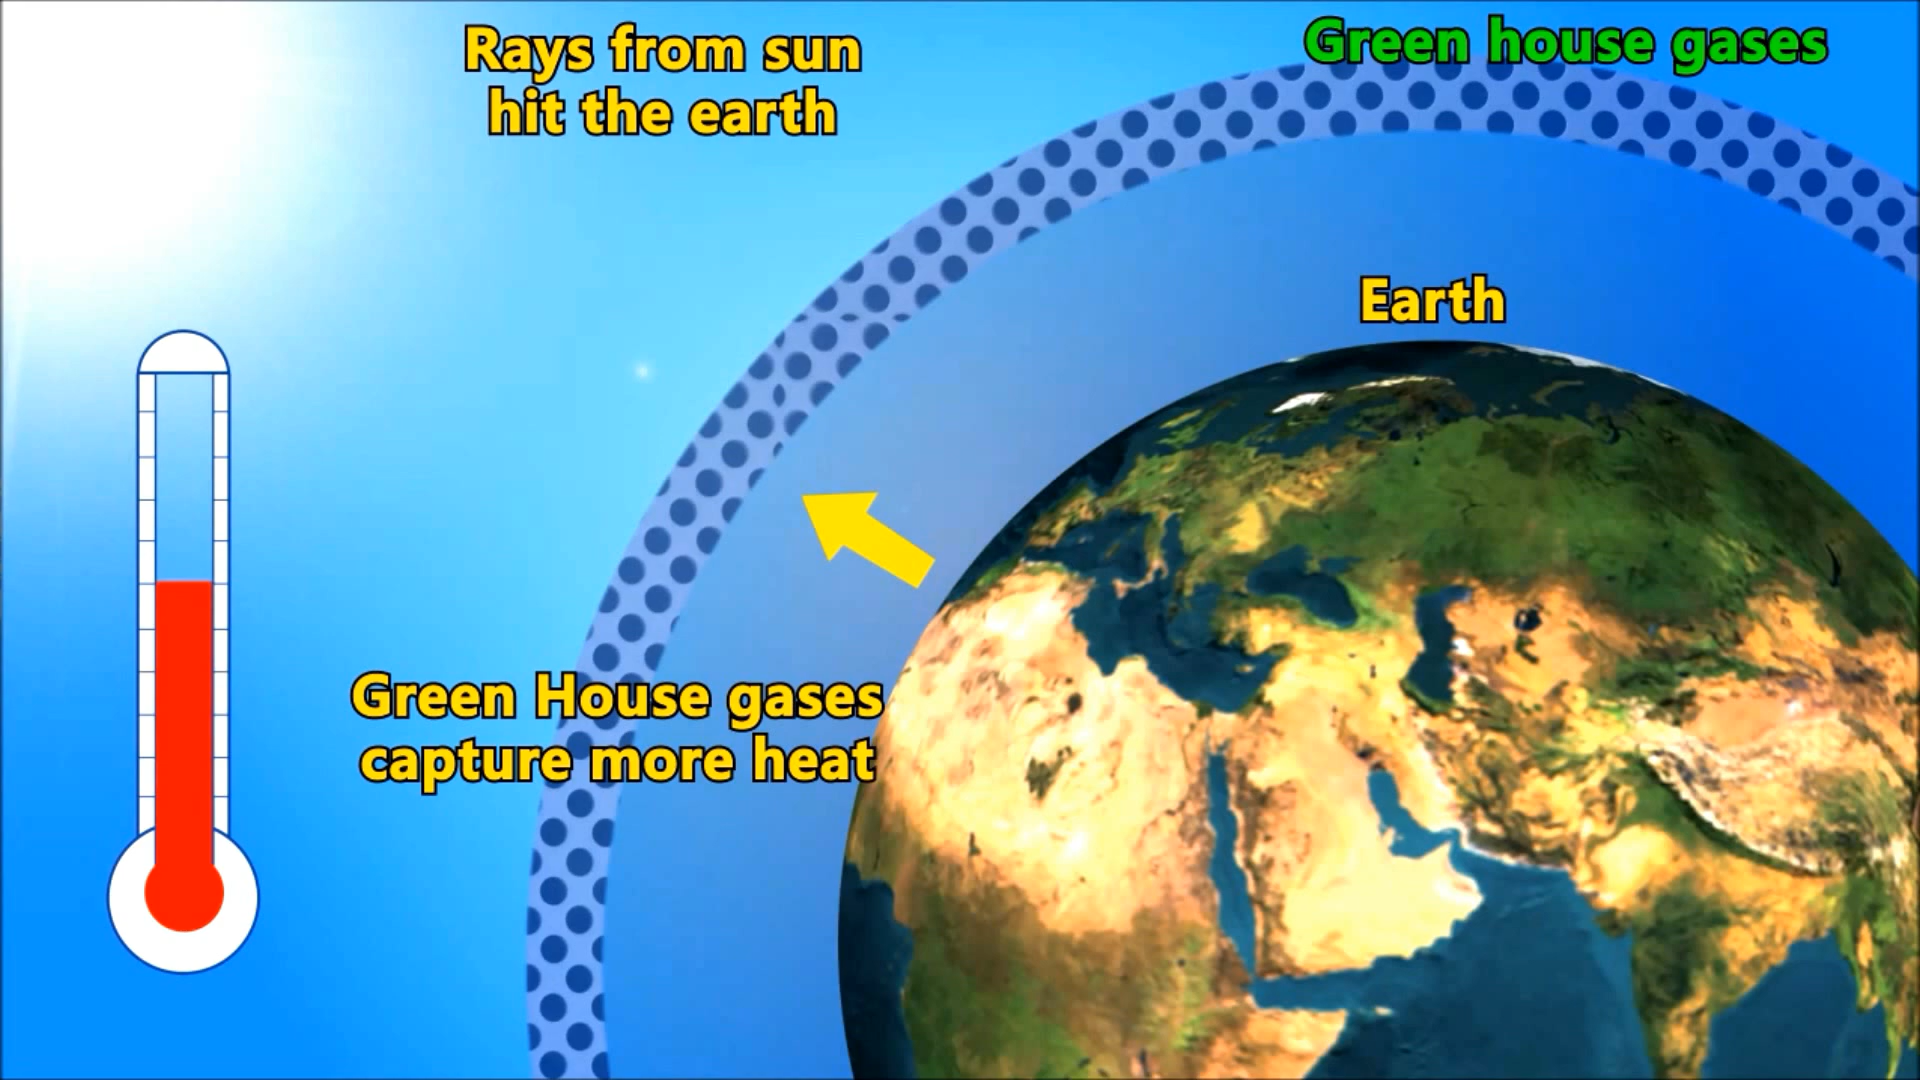 Rays from sun
hit the earth
Green house gases
Earth
Green House gases
capture more heat